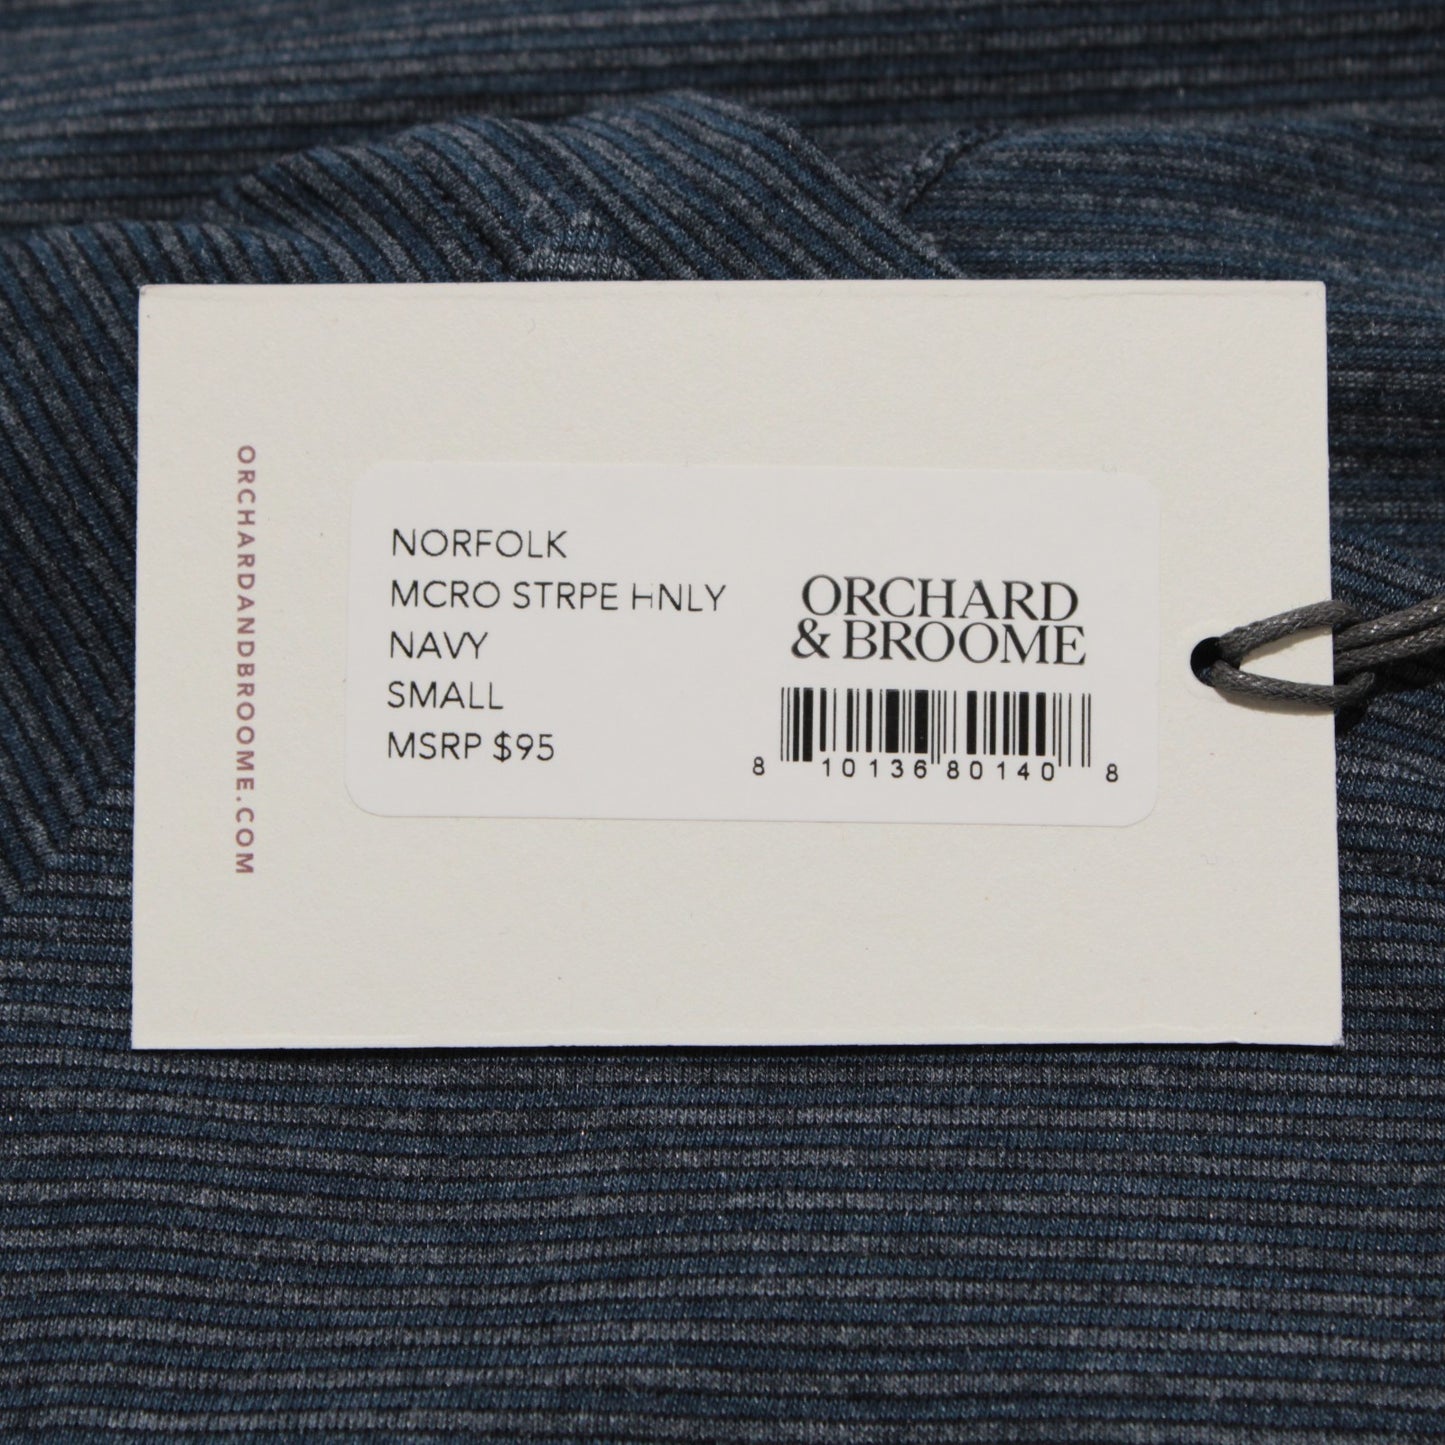 ORCHARDANDBROOME.COM
NORFOLK
MCRO STRPE HNLY
NAVY
SMALL
MSRP $95
ORCHARD
& BROOME
8 10136 80140 8